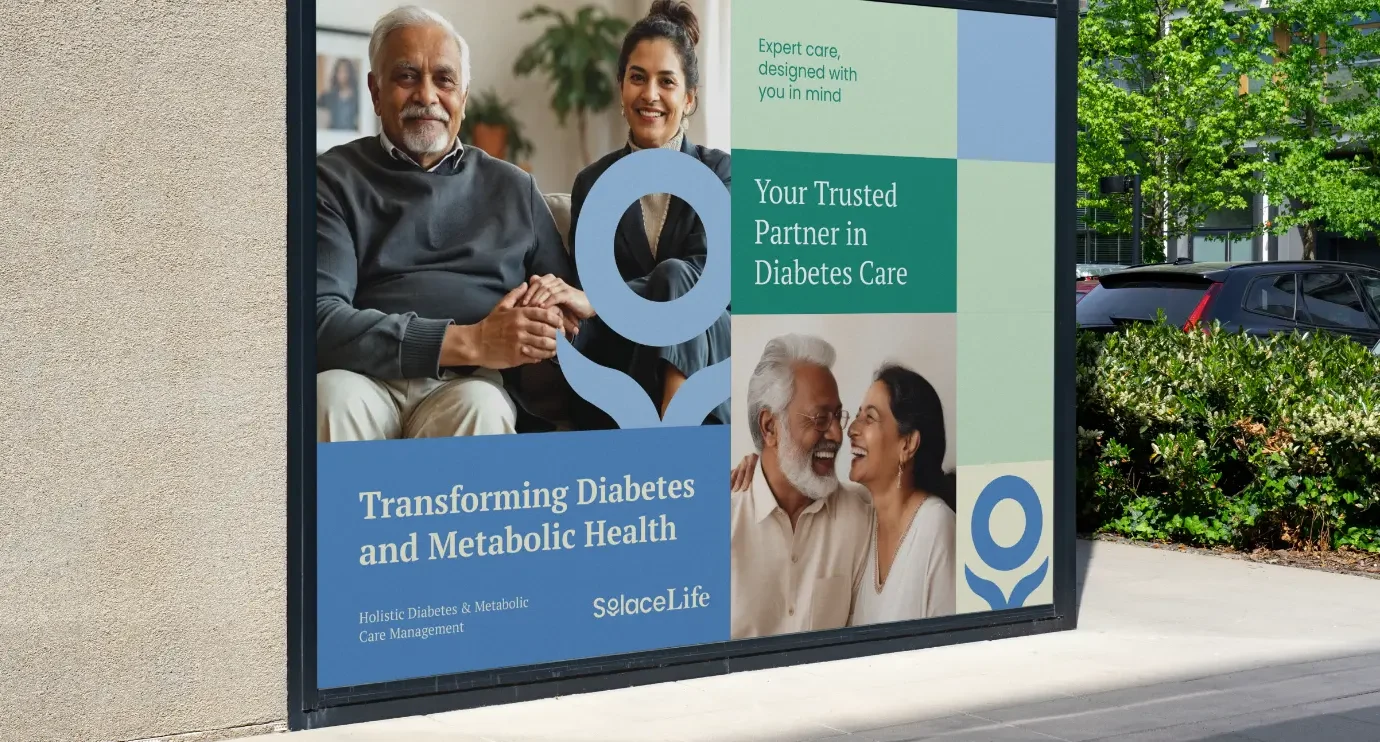 Expert care,
designed with
you in mind
Your Trusted
Partner in
Diabetes Care
Transforming Diabetes
and Metabolic Health
Holistic Diabetes & Metabolic
Care Management
SolaceLife